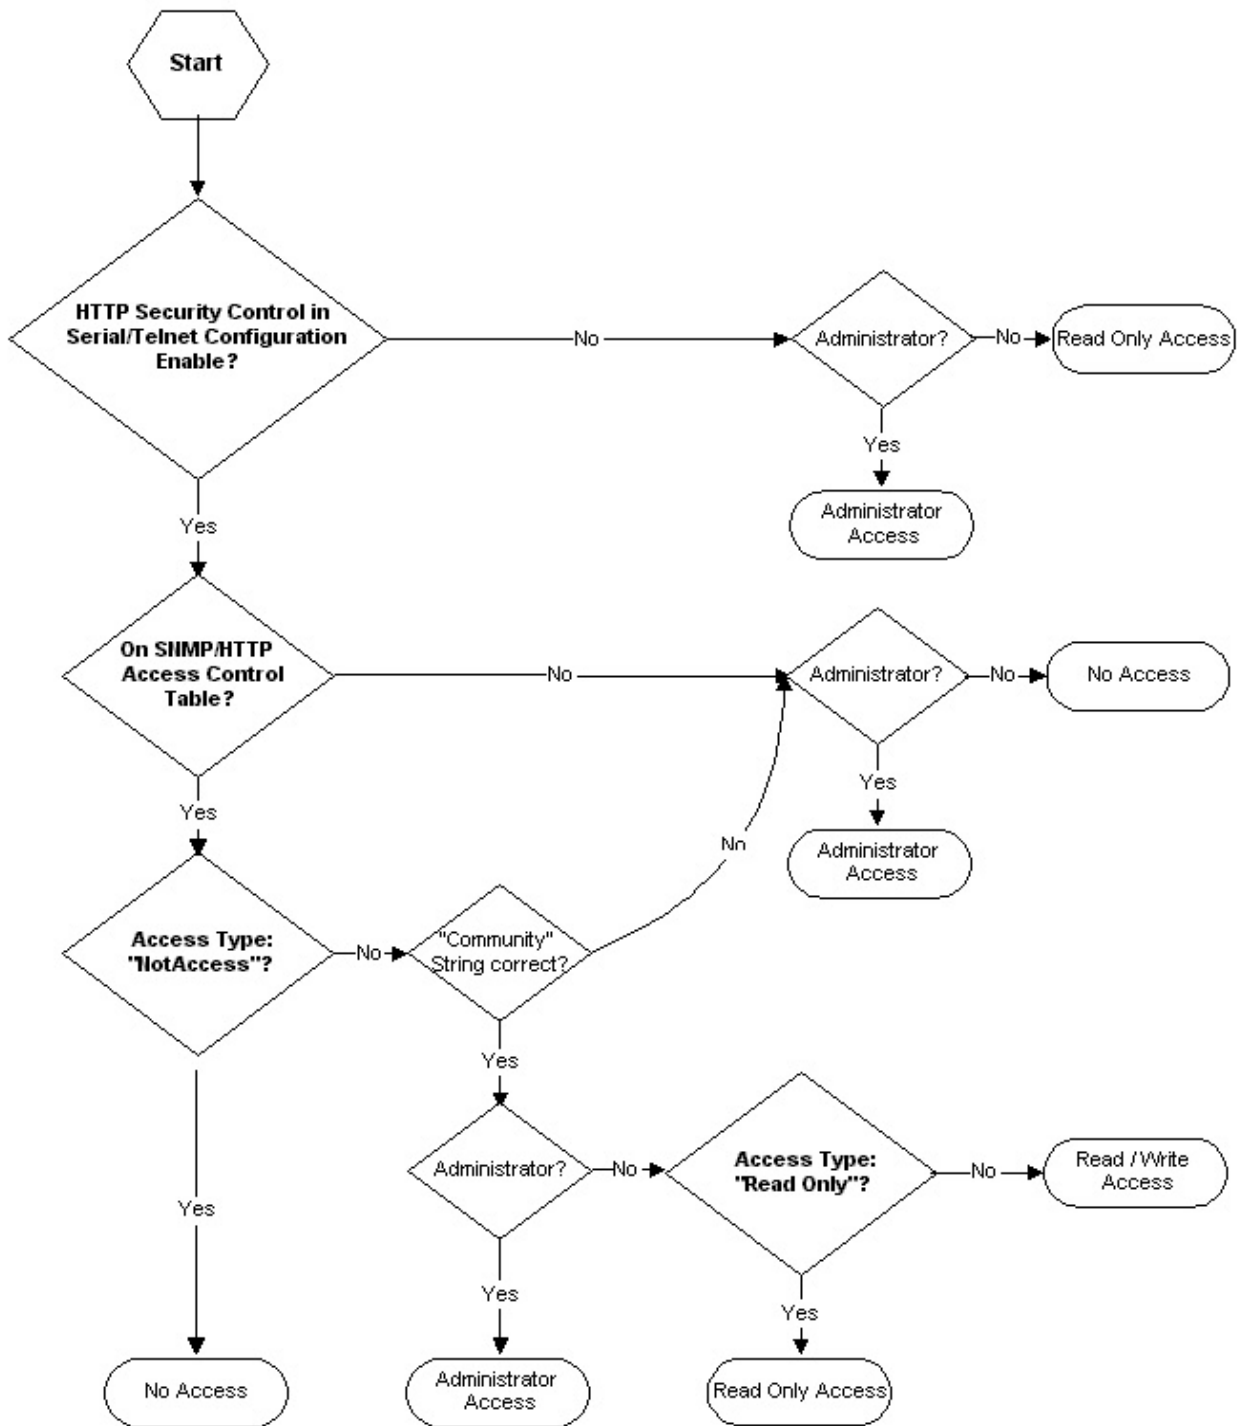 Start
HTTP Security Control in
Serial/Telnet Configuration
Enable?
No
Administrator?
No
Read Only Access
Yes
Administrator
Access
Yes
On SNMP/HTTP
Access Control
Table?
No
Administrator?
No
No Access
Yes
Administrator
Access
Yes
No
Access Type:
"NotAccess"?
No
"Community"
String correct?
Yes
Yes
Administrator?
No
Access Type:
"Read Only"?
No
Read / Write
Access
Yes
Yes
No Access
Administrator
Access
Read Only Access